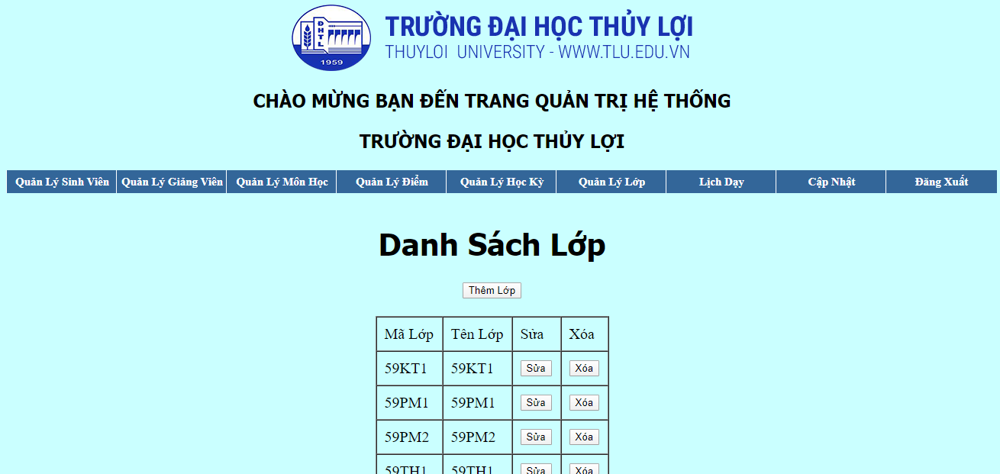 ĐHTL
1959
TRƯỜNG ĐẠI HỌC THỦY LỢI
THUYLOI UNIVERSITY - WWW.TLU.EDU.VN
CHÀO MỪNG BẠN ĐẾN TRANG QUẢN TRỊ HỆ THỐNG
TRƯỜNG ĐẠI HỌC THỦY LỢI
Quản Lý Sinh Viên Quản Lý Giảng Viên Quản Lý Môn Học Quản Lý Điểm Quản Lý Học Kỳ Quản Lý Lớp Lịch Dạy Cập Nhật Đăng Xuất
Danh Sách Lớp
Thêm Lớp
Mã Lớp Tên Lớp Sửa Xóa
59KT1 59KT1 Sửa Xóa
59PM1 59PM1 Sửa Xóa
59PM2 59PM2 Sửa Xóa
59TH1 59TH1 Sửa Xóa